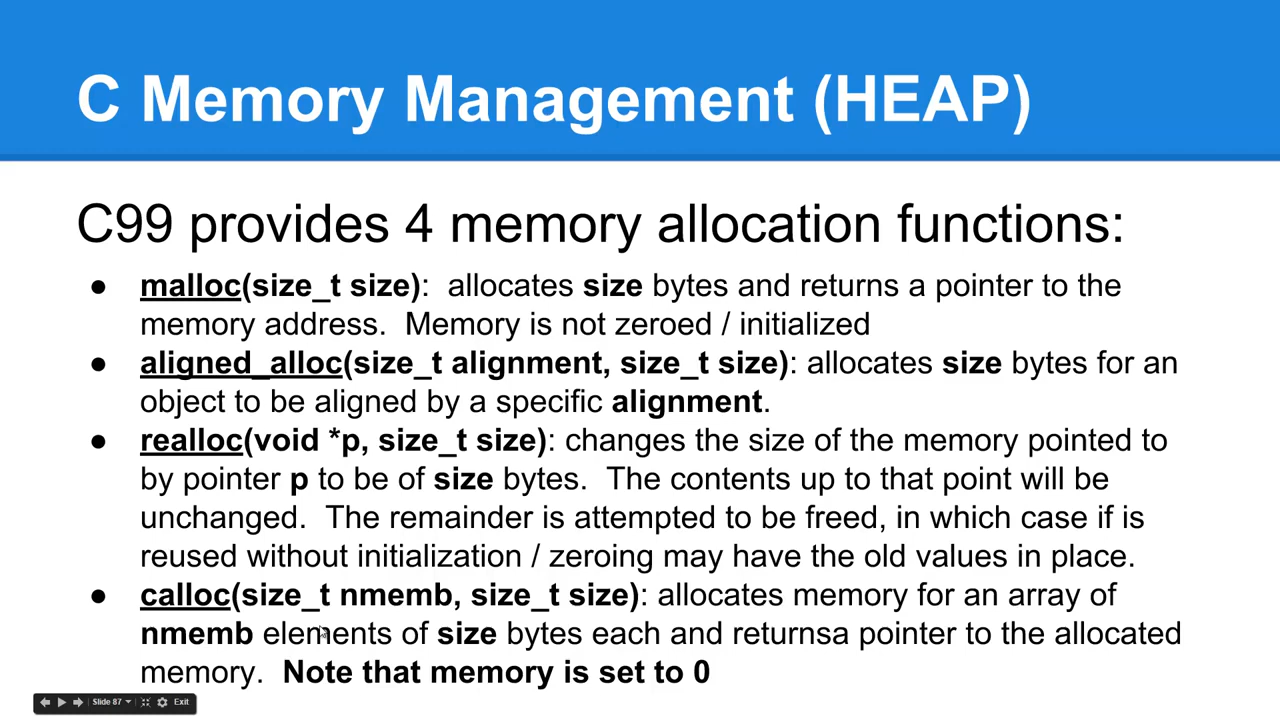 C Memory Management (HEAP)
C99 provides 4 memory allocation functions:
● malloc(size_t size):  allocates size bytes and returns a pointer to the
memory address.  Memory is not zeroed / initialized
● aligned_alloc(size_t alignment, size_t size): allocates size bytes for an
object to be aligned by a specific alignment.
● realloc(void *p, size_t size): changes the size of the memory pointed to
by pointer p to be of size bytes.  The contents up to that point will be
unchanged.  The remainder is attempted to be freed, in which case if is
reused without initialization / zeroing may have the old values in place.
● calloc(size_t nmemb, size_t size): allocates memory for an array of
nmemb elements of size bytes each and returnsa pointer to the allocated
memory.  Note that memory is set to 0
Slide 87 Exit